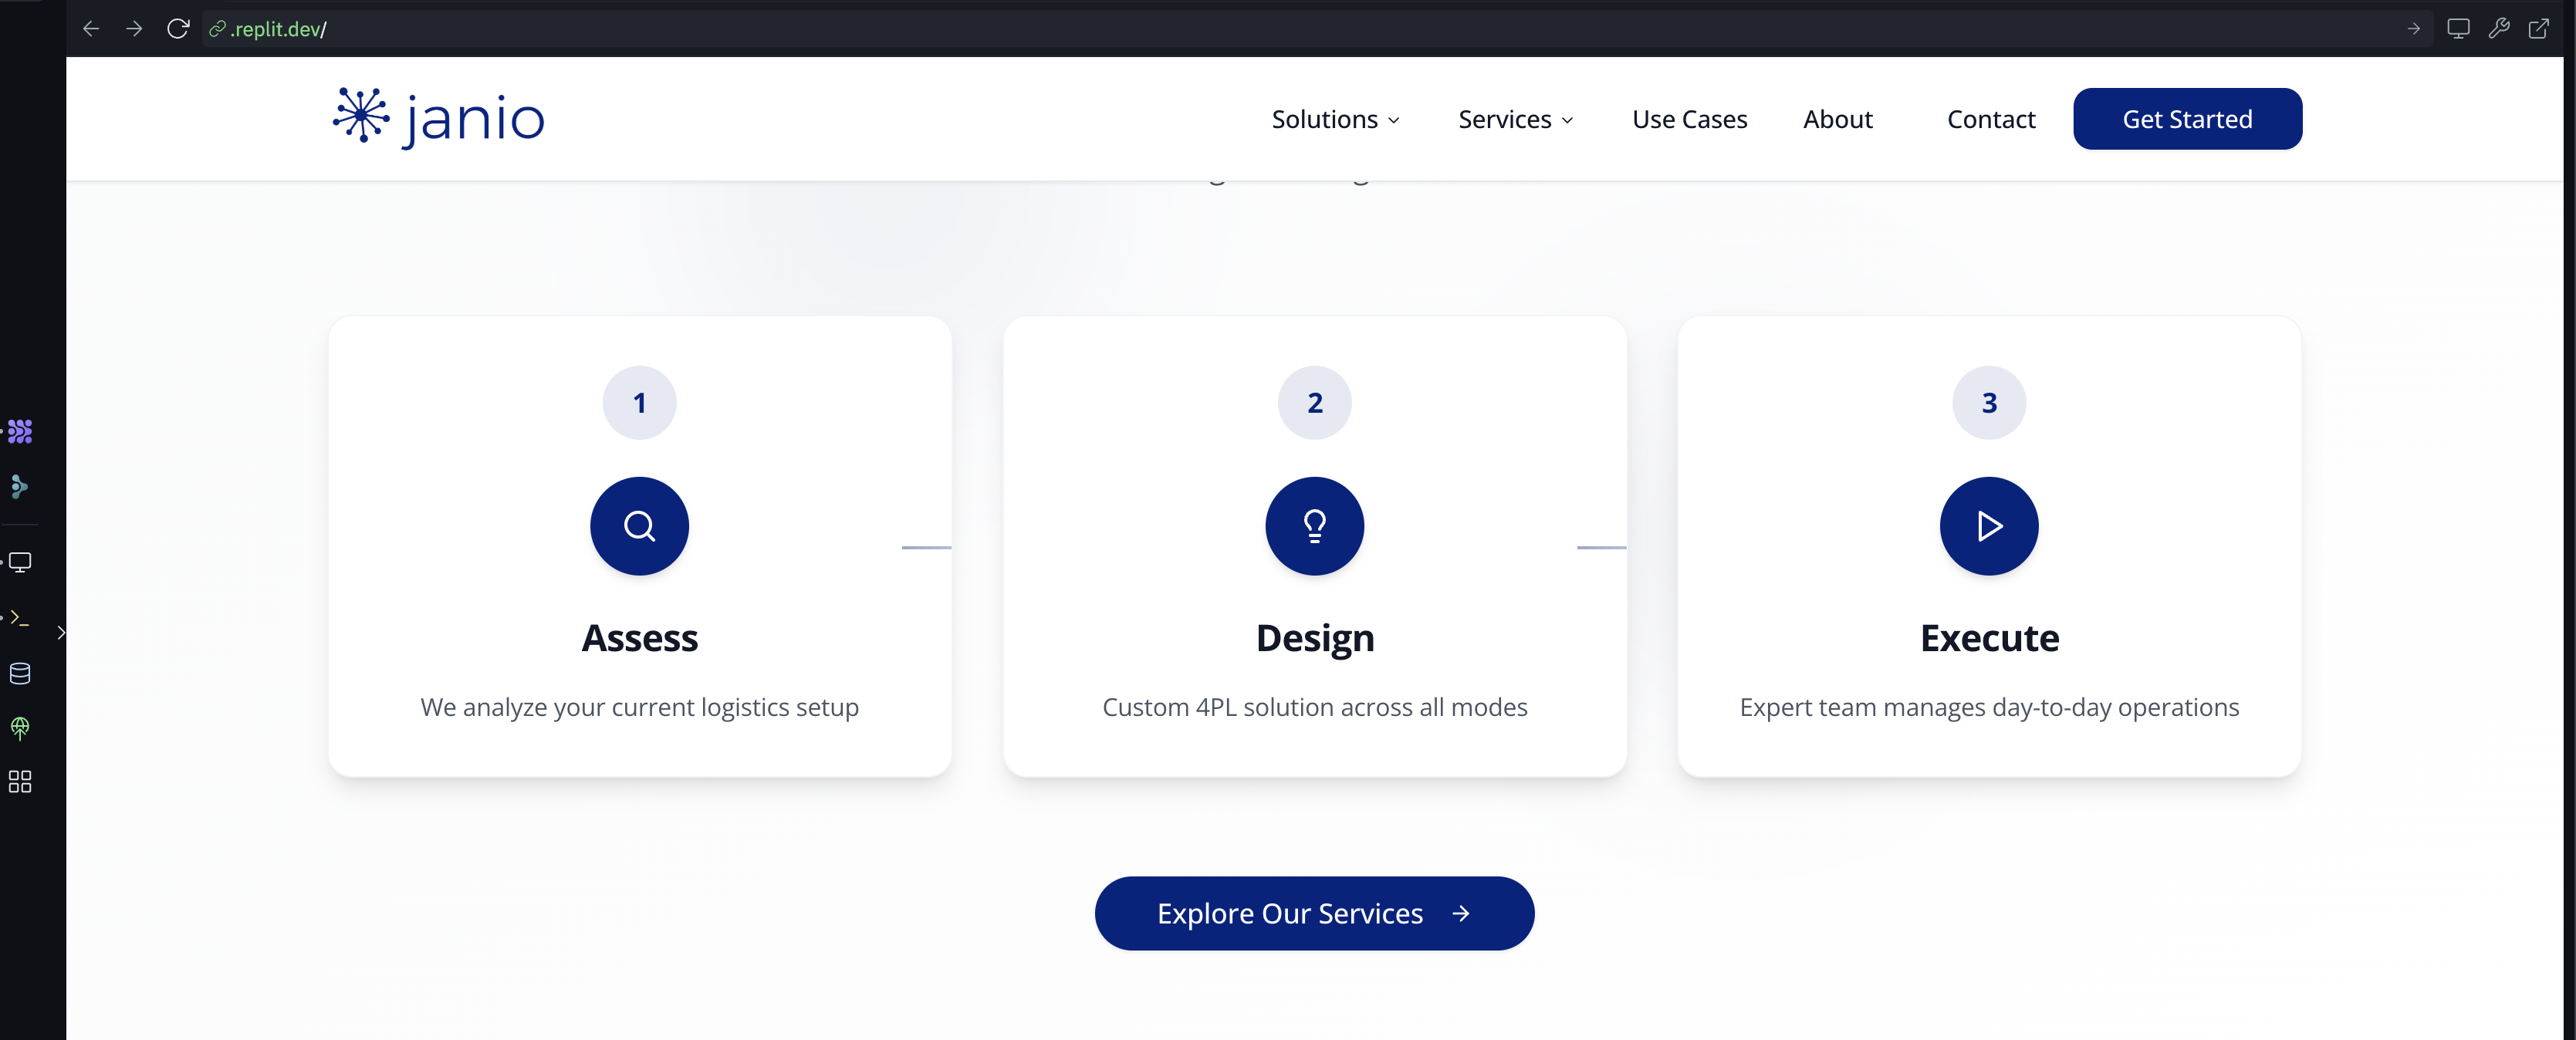 .replit.dev/
janio
Solutions
Services
Use Cases
About
Contact
Get Started
1
2
3
Assess
Design
Execute
We analyze your current logistics setup
Custom 4PL solution across all modes
Expert team manages day-to-day operations
Explore Our Services